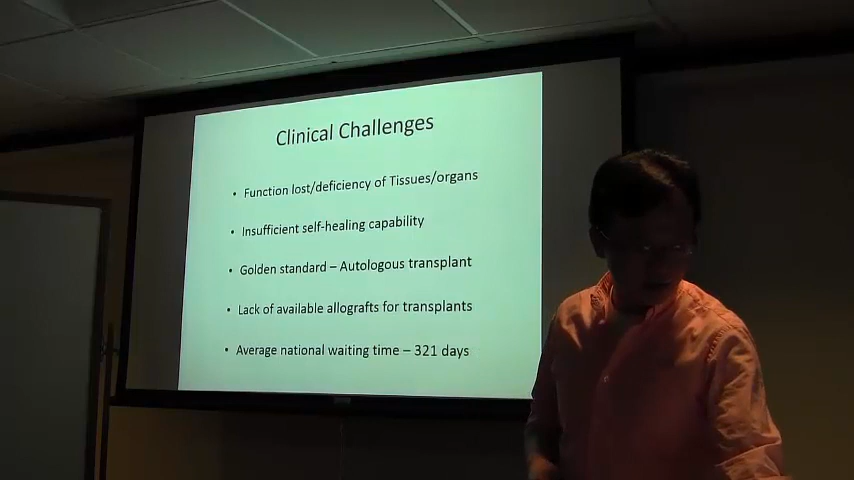 Clinical Challenges
• Function lost/deficiency of Tissues/organs
• Insufficient self-healing capability
• Golden standard – Autologous transplant
• Lack of available allografts for transplants
• Average national waiting time – 321 days